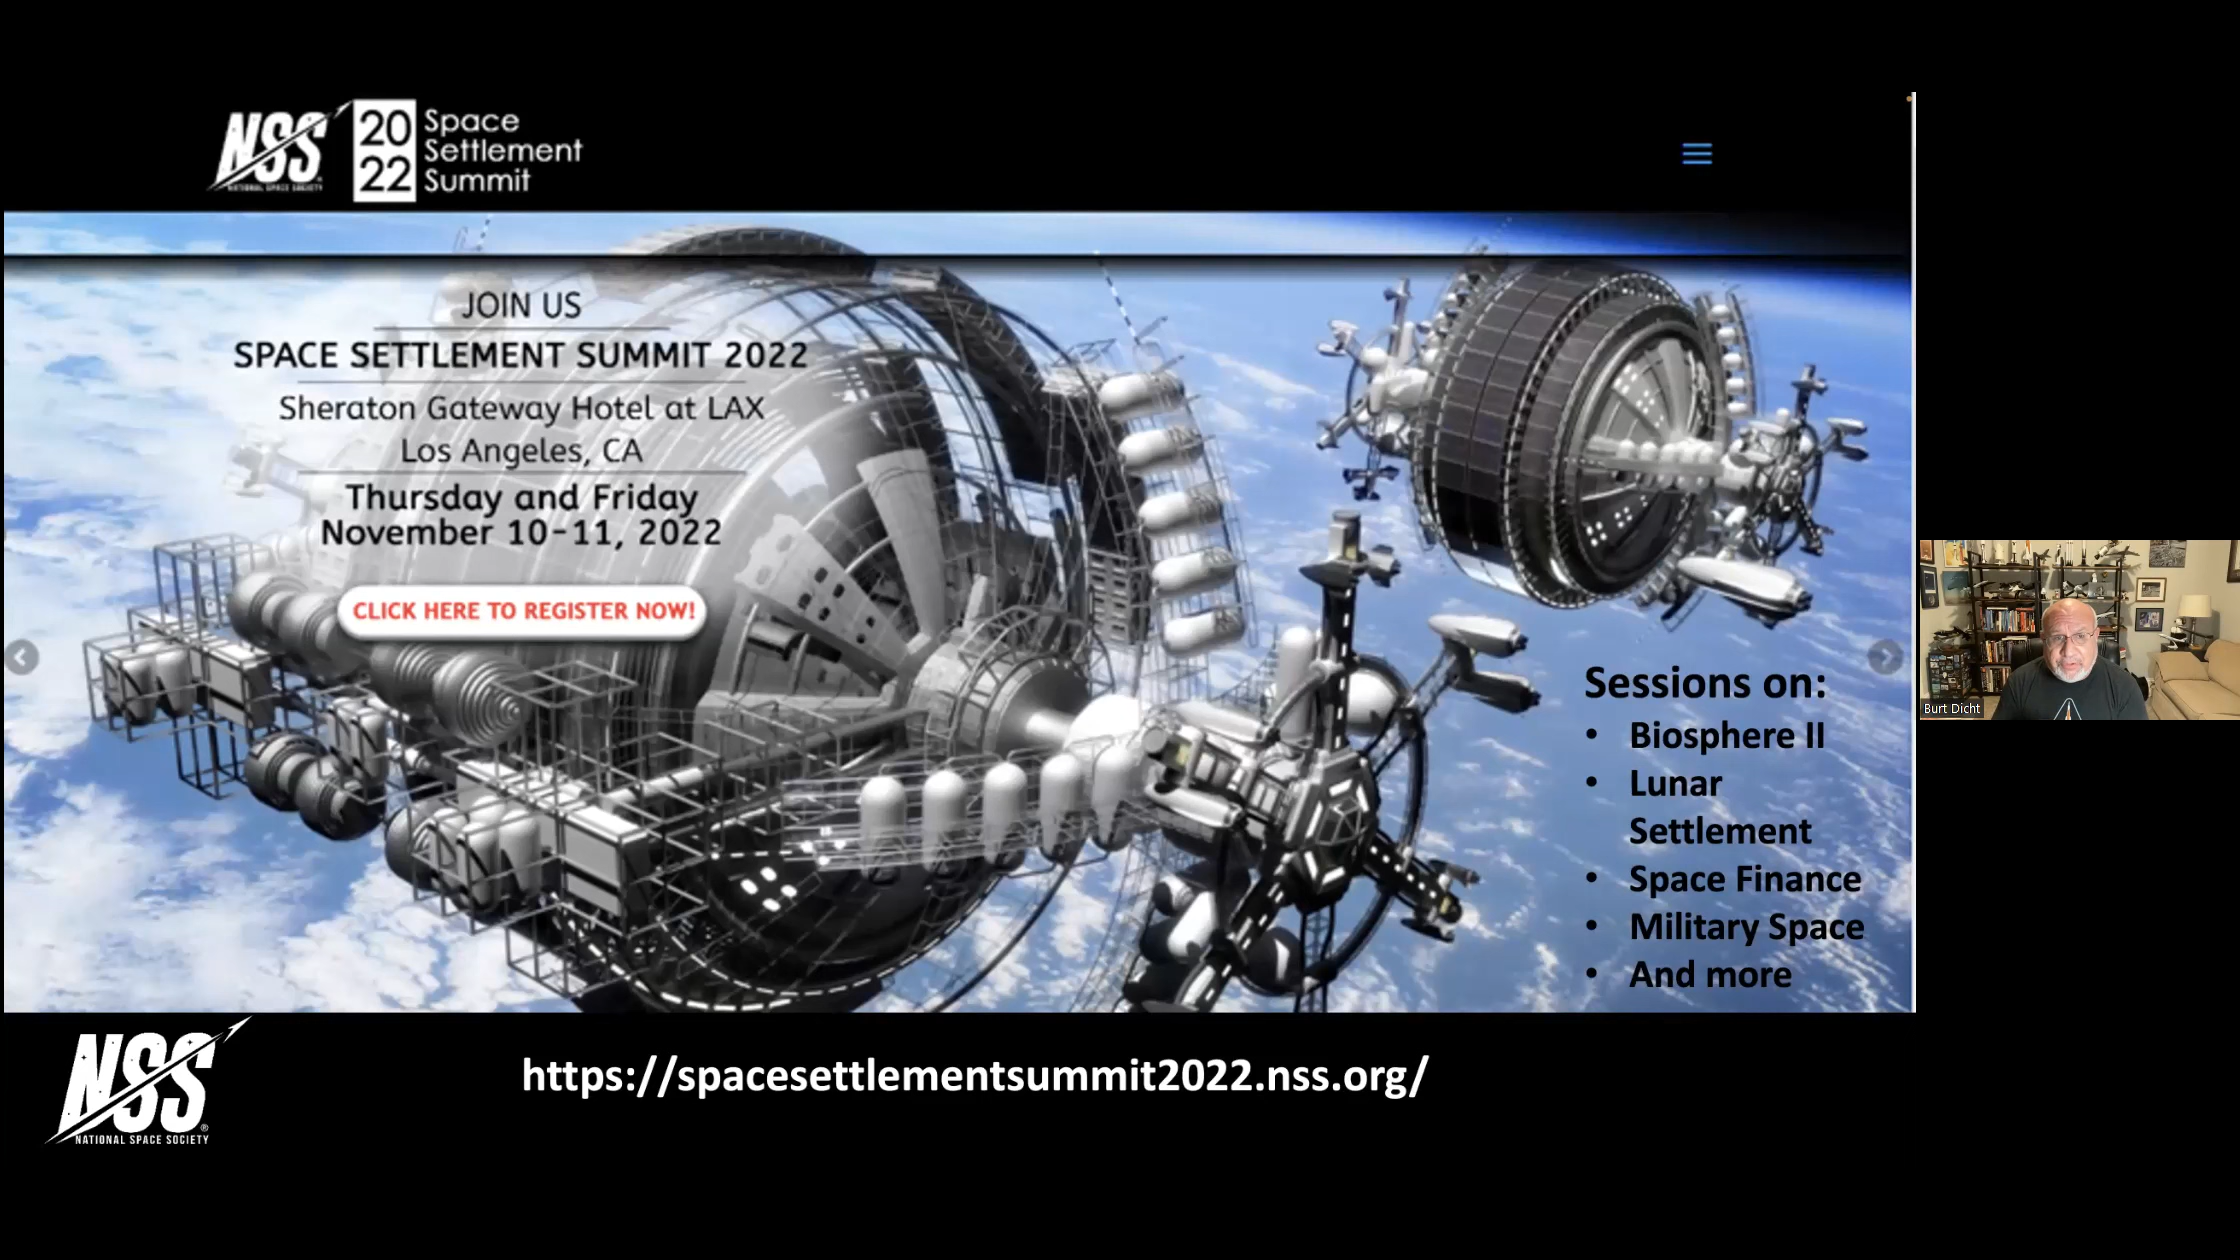 NSS
NATIONAL SPACE SOCIETY
20
22
Space
Settlement
Summit
JOIN US
SPACE SETTLEMENT SUMMIT 2022
Sheraton Gateway Hotel at LAX
Los Angeles, CA
Thursday and Friday
November 10-11, 2022
CLICK HERE TO REGISTER NOW!
Sessions on:
• Biosphere II
• Lunar
Settlement
• Space Finance
• Military Space
• And more
Burt Dicht
NSS®
NATIONAL SPACE SOCIETY
https://spacesettlementsummit2022.nss.org/